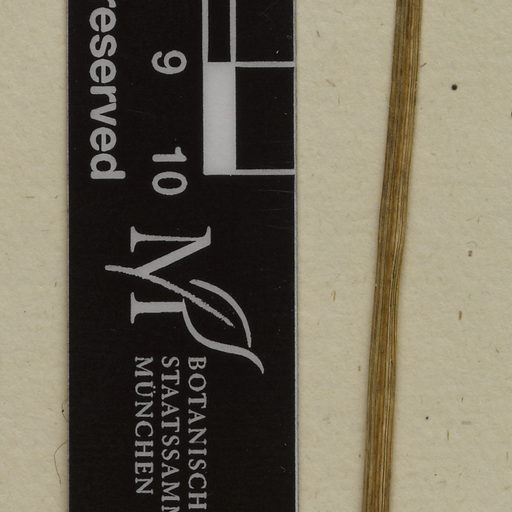 reserved
9
10
M
BOTANISCH
STAATSSAMM
MÜNCHEN